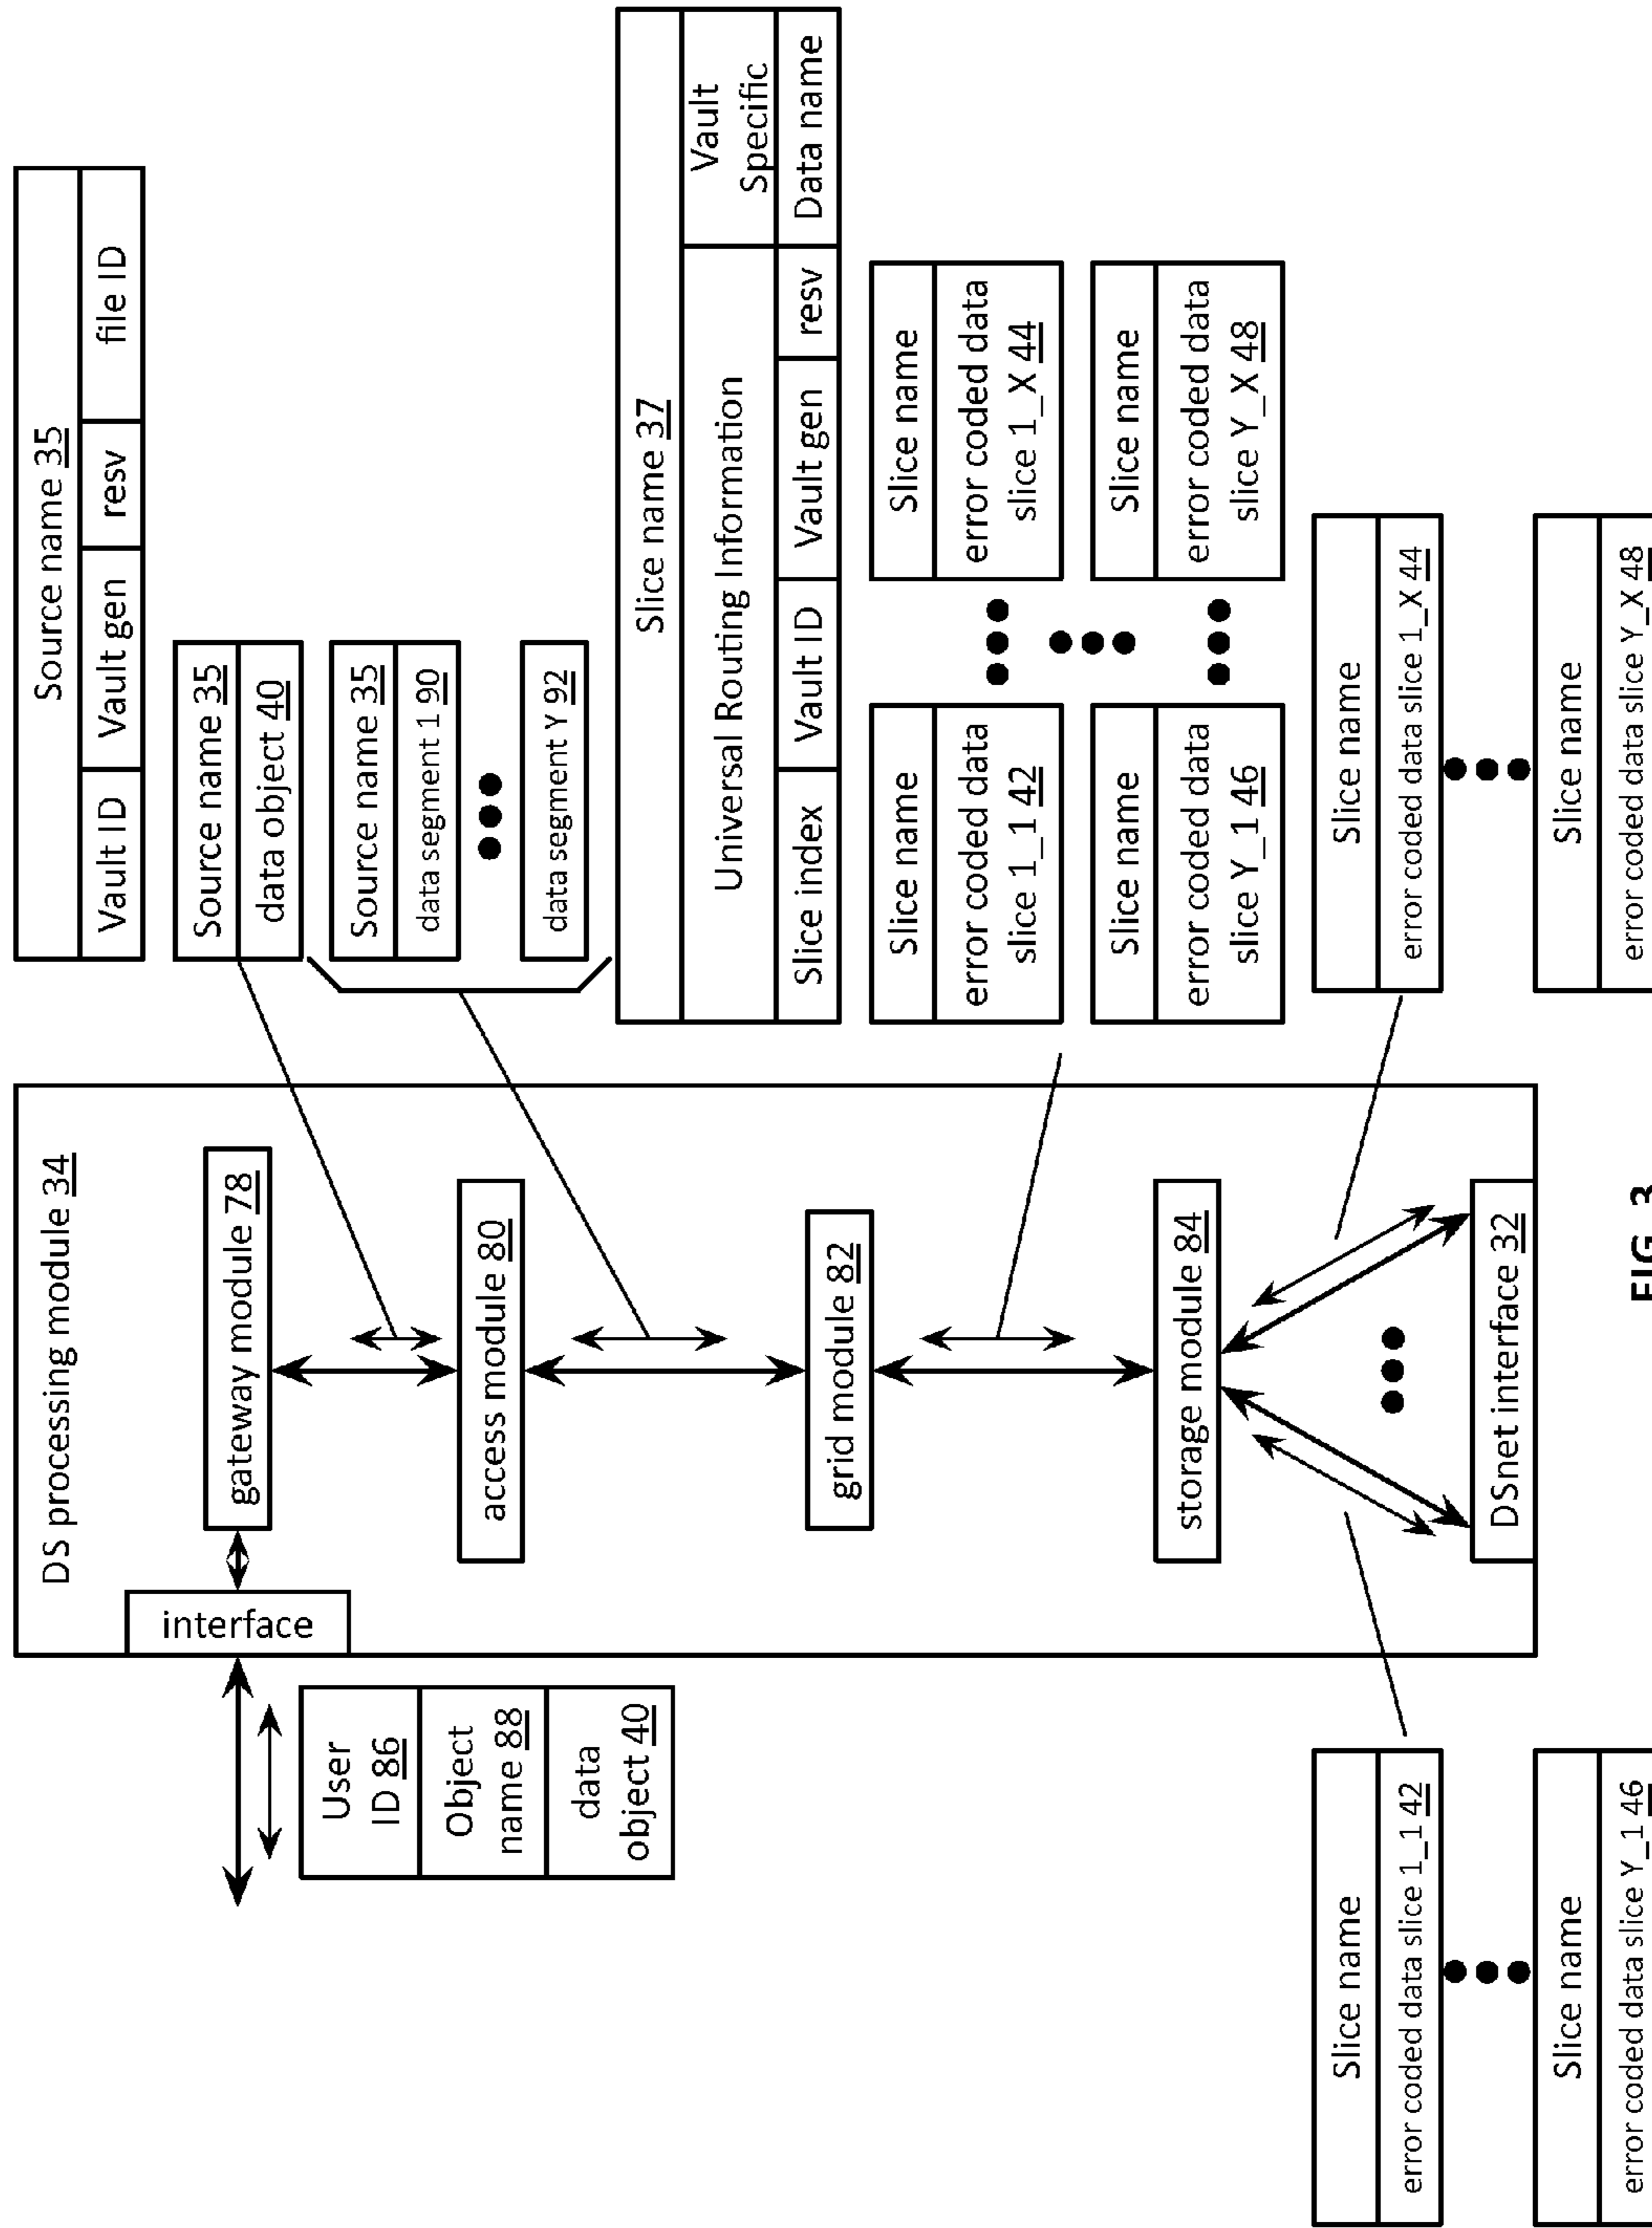 DS processing module 34
interface
gateway module 78
access module 80
grid module 82
storage module 84
DSnet interface 32
User
ID 86
Object
name 88
data
object 40
Source name 35
Vault ID
Vault gen
resv
file ID
Source name 35
data object 40
Source name 35
data segment 1 90
data segment Y 92
Slice name 37
Universal Routing Information
Vault
Specific
Slice index
Vault ID
Vault gen
resv
Data name
Slice name
error coded data
slice 1_1 42
Slice name
error coded data
slice 1_X 44
Slice name
error coded data
slice Y_1 46
Slice name
error coded data
slice Y_X 48
Slice name
error coded data slice 1_1 42
Slice name
error coded data slice Y_1 46
Slice name
error coded data slice 1_X 44
Slice name
error coded data slice Y_X 48
FIG. 3